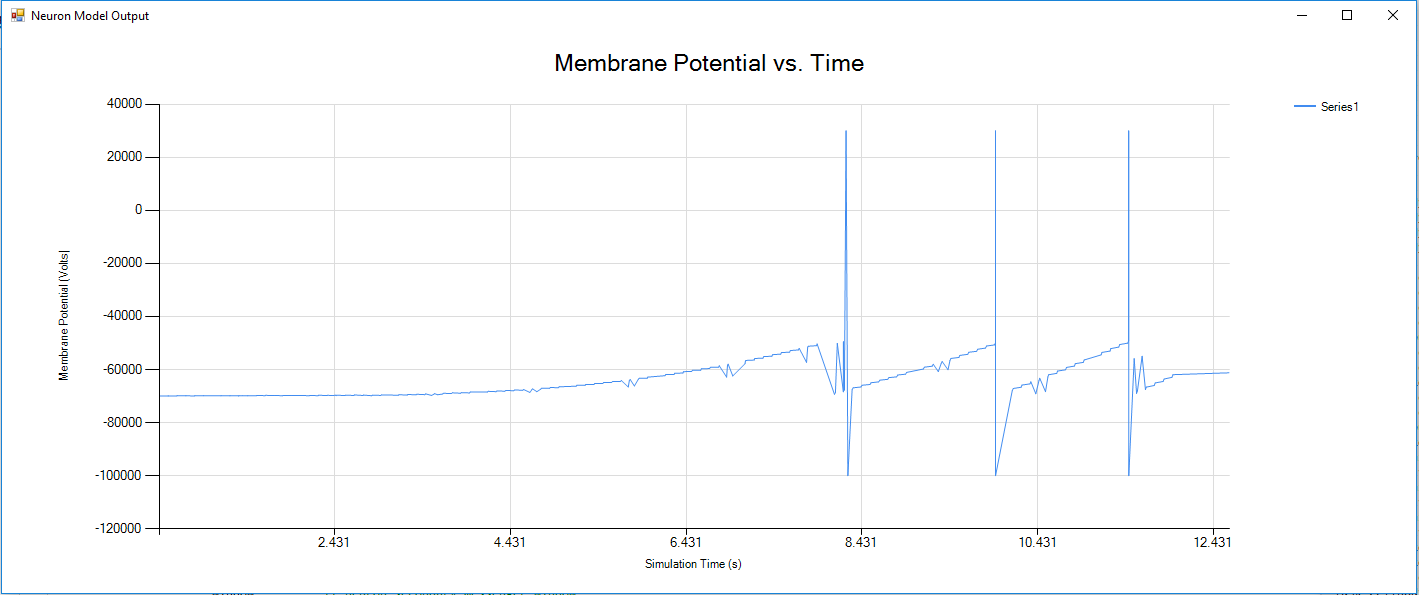 Neuron Model Output
Membrane Potential vs. Time
40000
20000
0
-20000
-40000
-60000
-80000
-100000
-120000
Membrane Potential (Volts)
Series1
2.431 4.431 6.431 8.431 10.431 12.431
Simulation Time (s)